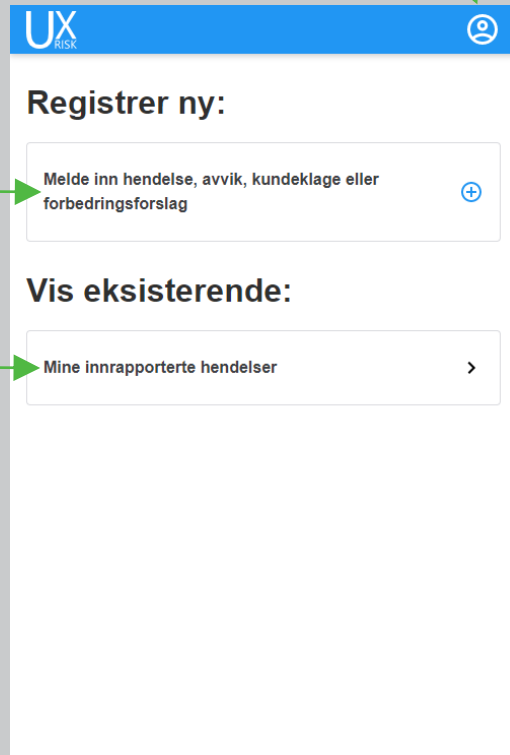 UX
RISK
Registrer ny:
Melde inn hendelse, avvik, kundeklage eller
forbedringsforslag
Vis eksisterende:
Mine innrapporterte hendelser